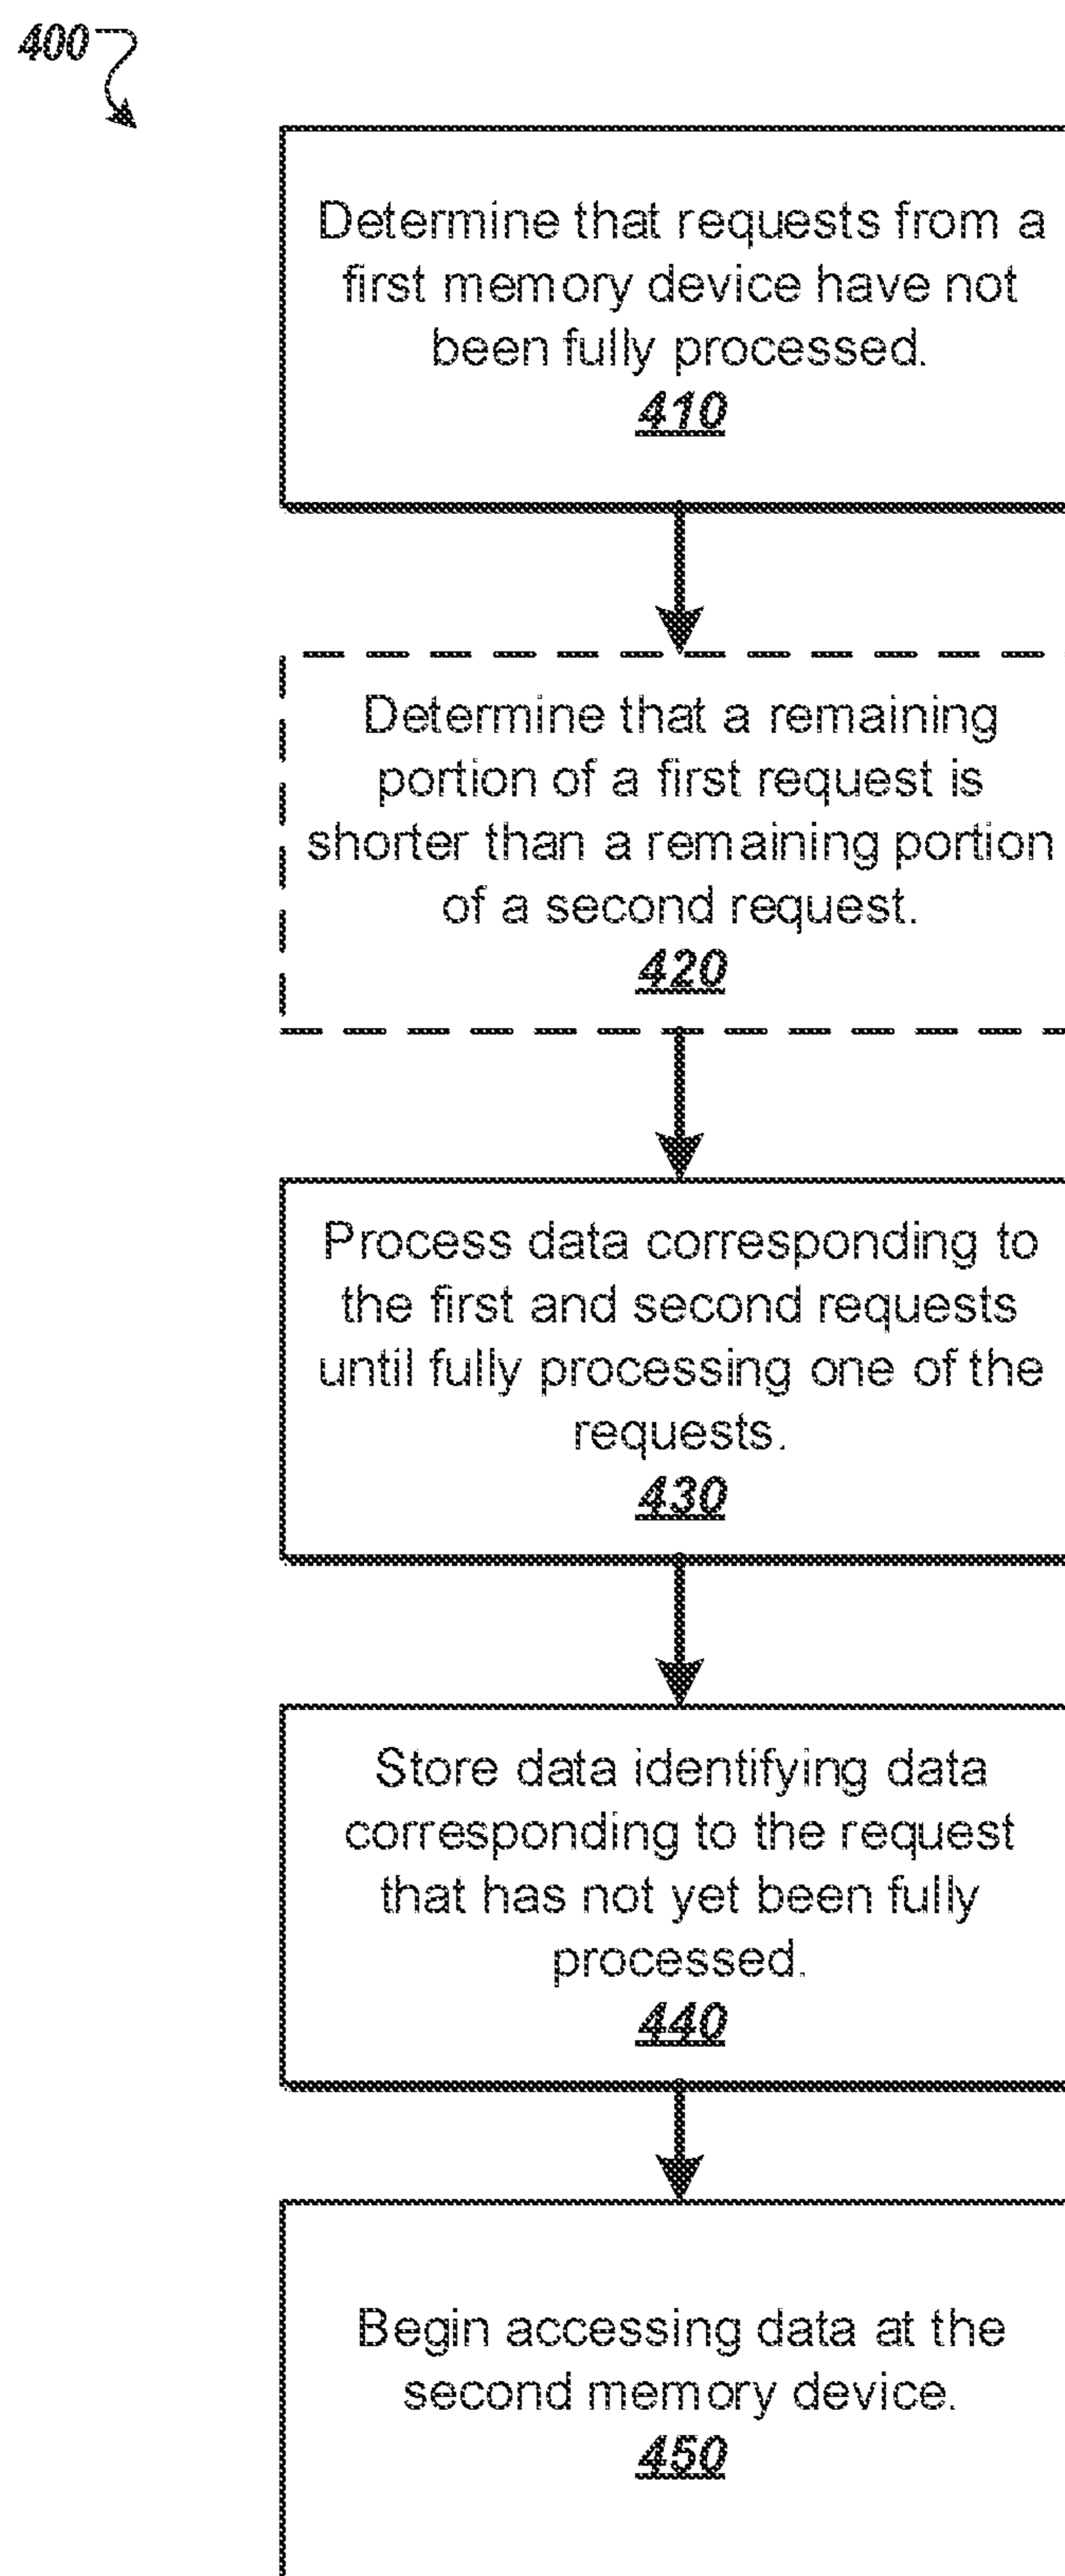 400
Determine that requests from a
first memory device have not
been fully processed.
410
Determine that a remaining
portion of a first request is
shorter than a remaining portion
of a second request.
420
Process data corresponding to
the first and second requests
until fully processing one of the
requests.
430
Store data identifying data
corresponding to the request
that has not yet been fully
processed.
440
Begin accessing data at the
second memory device.
450